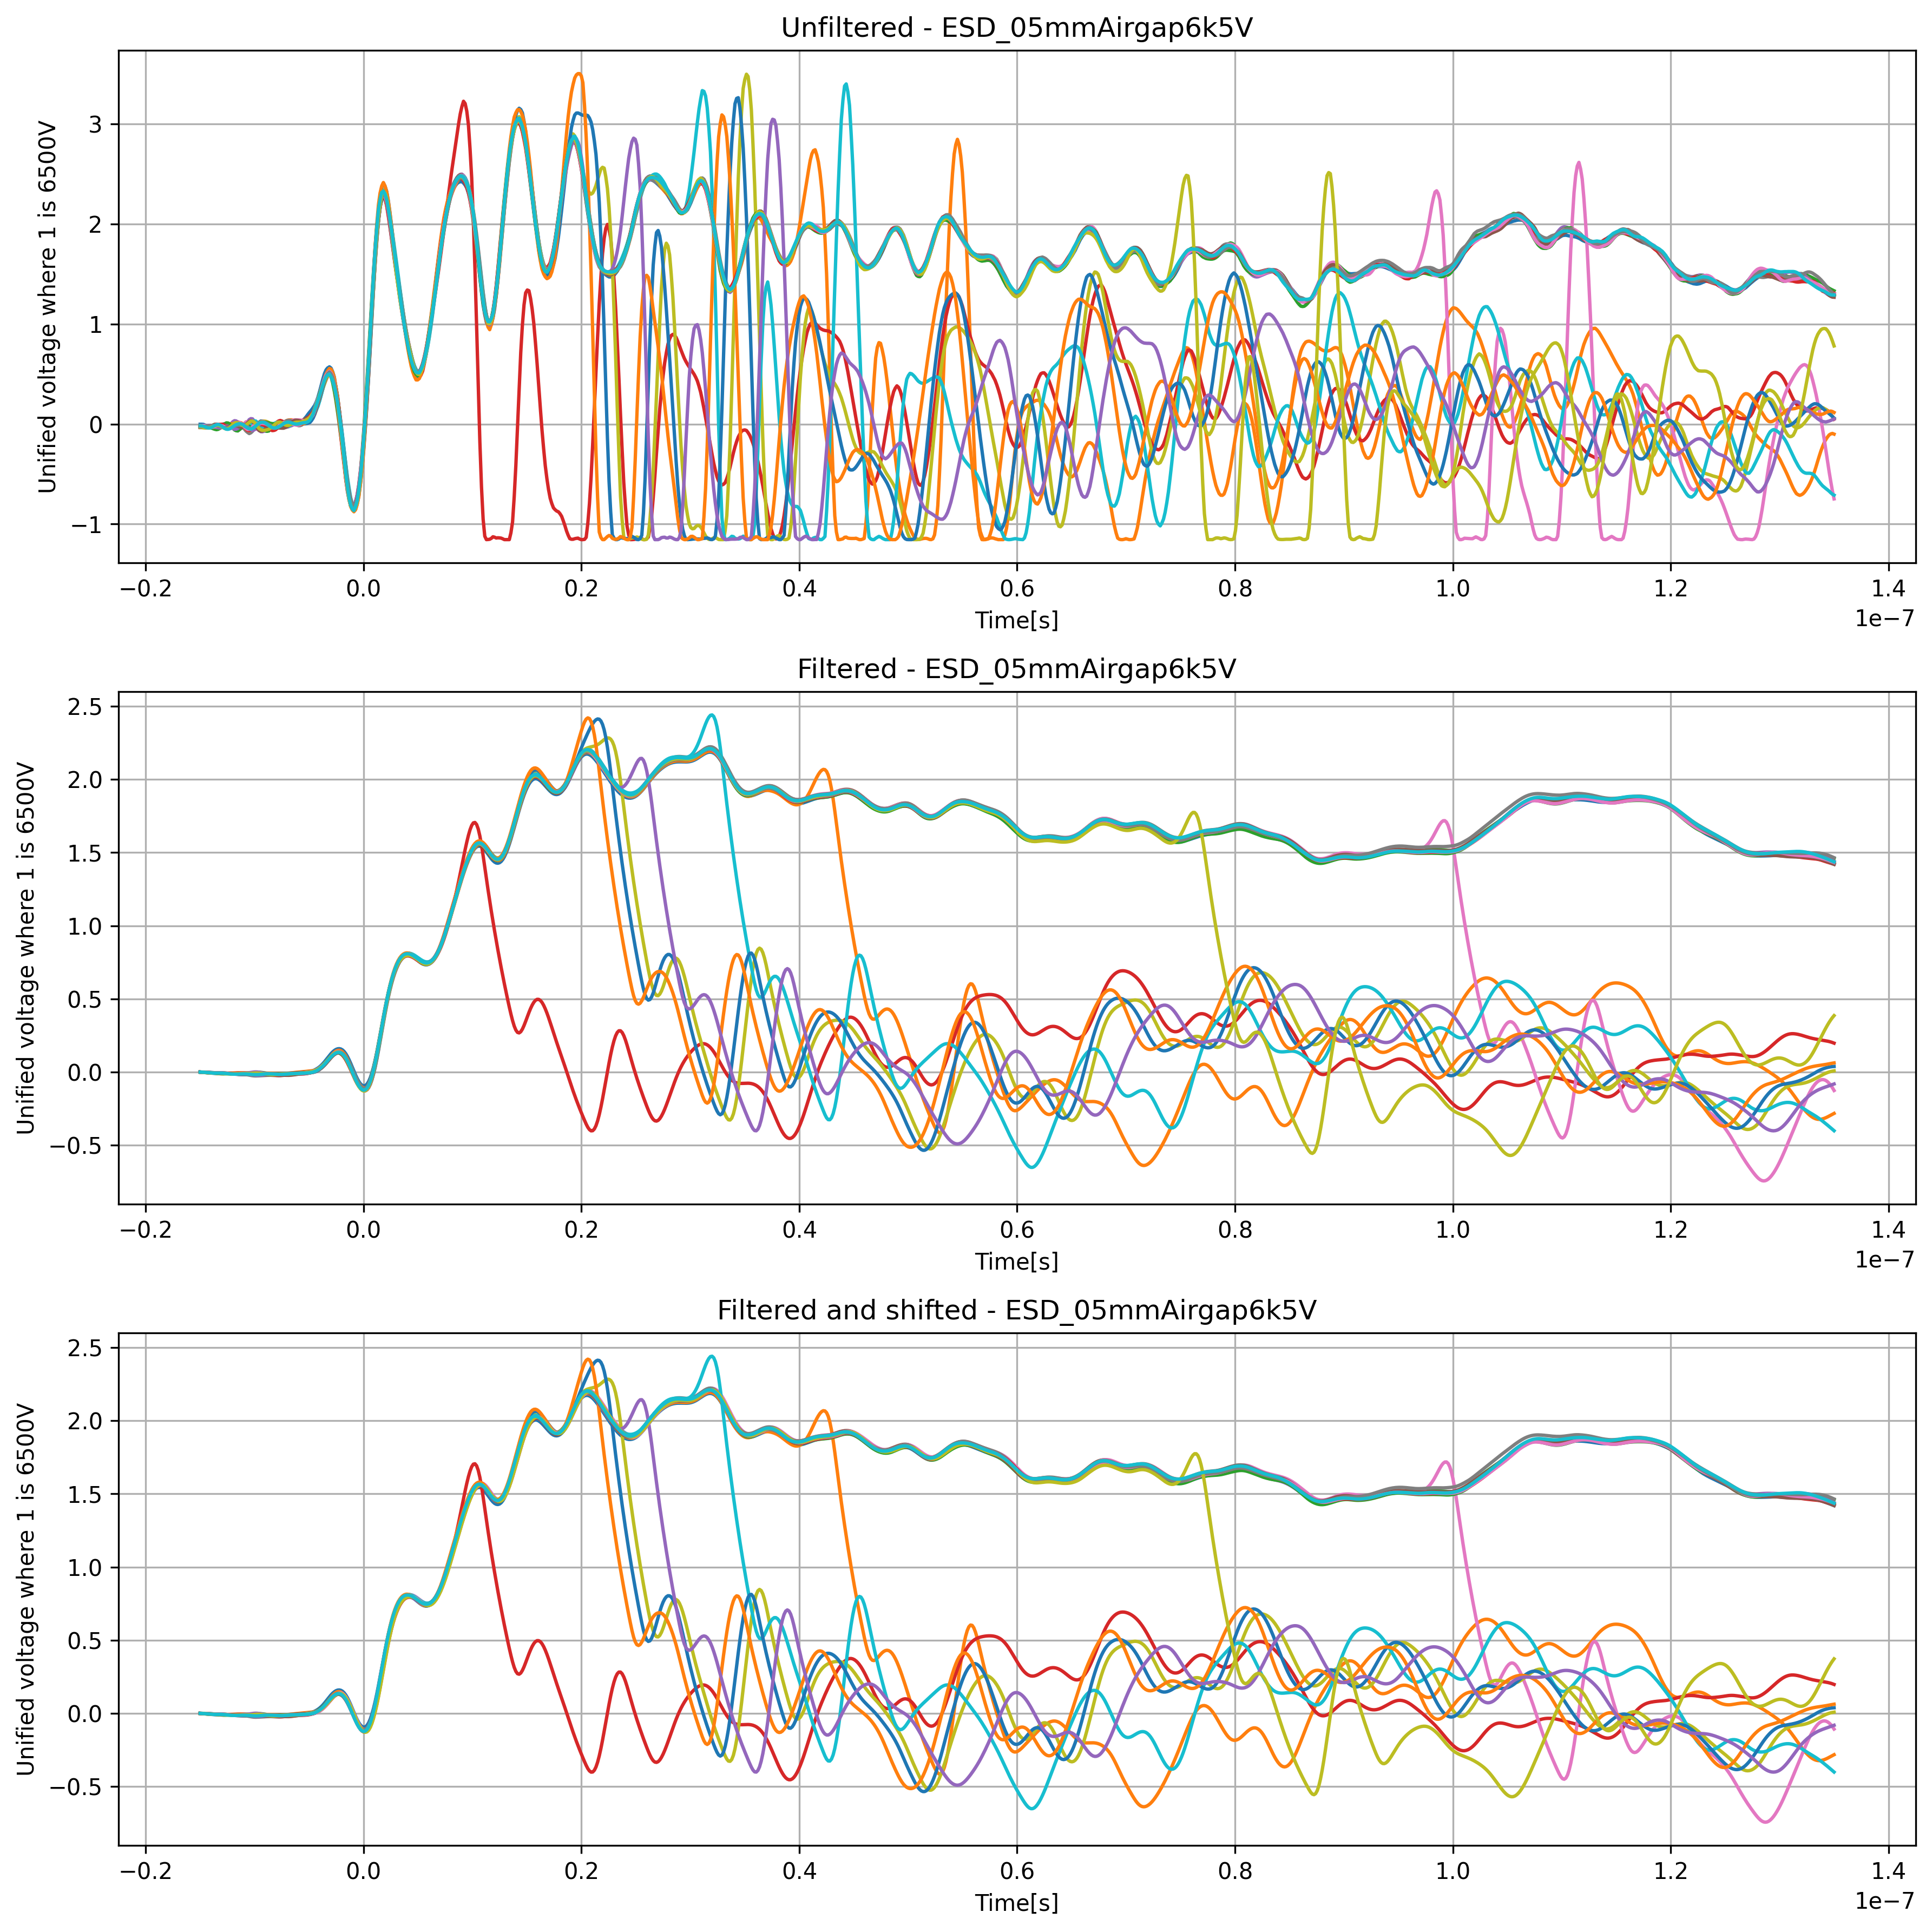 Unfiltered - ESD_05mmAirgap6k5V
Unified voltage where 1 is 6500V
3
2
1
0
−1
−0.2 0.0 0.2 0.4 0.6 0.8 1.0 1.2 1.4
Time[s]
1e−7
Filtered - ESD_05mmAirgap6k5V
Unified voltage where 1 is 6500V
2.5
2.0
1.5
1.0
0.5
0.0
−0.5
−0.2 0.0 0.2 0.4 0.6 0.8 1.0 1.2 1.4
Time[s]
1e−7
Filtered and shifted - ESD_05mmAirgap6k5V
Unified voltage where 1 is 6500V
2.5
2.0
1.5
1.0
0.5
0.0
−0.5
−0.2 0.0 0.2 0.4 0.6 0.8 1.0 1.2 1.4
Time[s]
1e−7